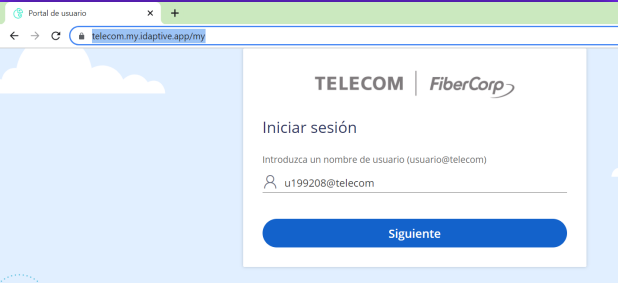 Portal de usuario
telecom.my.idaptive.app/my
TELECOM | FiberCorp
Iniciar sesión
Introduzca un nombre de usuario (usuario@telecom)
u199208@telecom
Siguiente